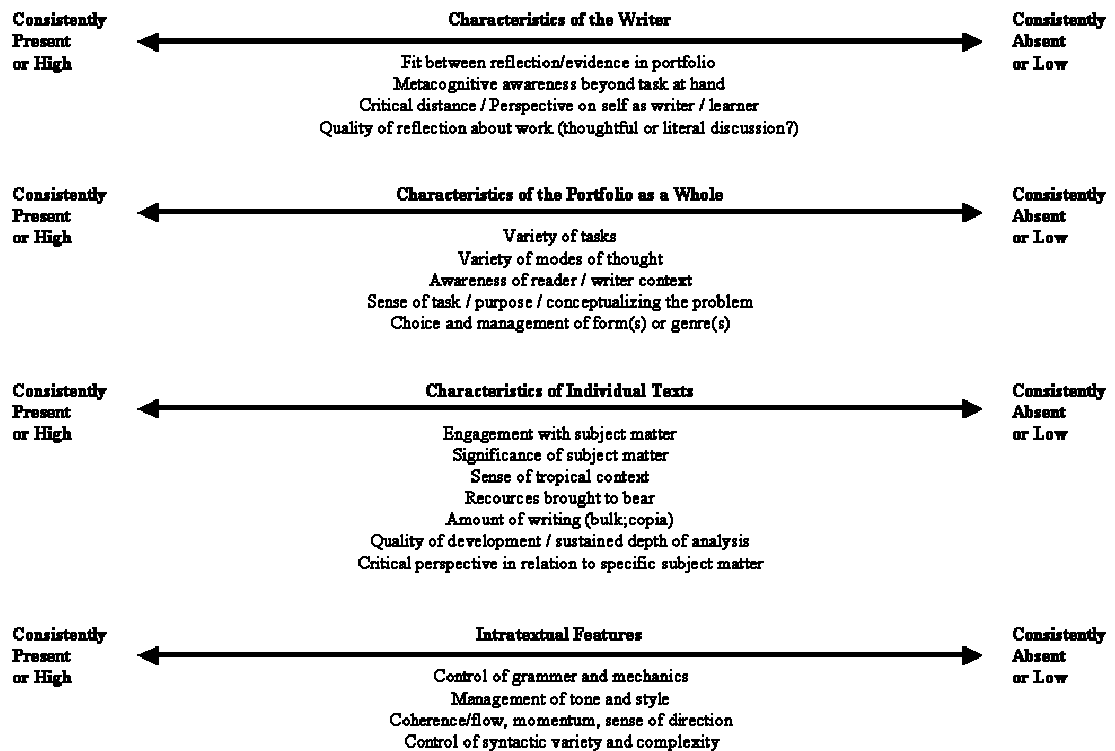 Consistently
Present
or High
Characteristics of the Writer
Consistently
Absent
or Low
Fit between reflection/evidence in portfolio
Metacognitive awareness beyond task at hand
Critical distance / Perspective on self as writer / learner
Quality of reflection about work (thoughtful or literal discussion?)
Consistently
Present
or High
Characteristics of the Portfolio as a Whole
Consistently
Absent
or Low
Variety of tasks
Variety of modes of thought
Awareness of reader / writer context
Sense of task / purpose / conceptualizing the problem
Choice and management of form(s) or genre(s)
Consistently
Present
or High
Characteristics of Individual Texts
Consistently
Absent
or Low
Engagement with subject matter
Significance of subject matter
Sense of tropical context
Recources brought to bear
Amount of writing (bulk;copia)
Quality of development / sustained depth of analysis
Critical perspective in relation to specific subject matter
Consistently
Present
or High
Intratextual Features
Consistently
Absent
or Low
Control of grammer and mechanics
Management of tone and style
Coherence/flow, momentum, sense of direction
Control of syntactic variety and complexity